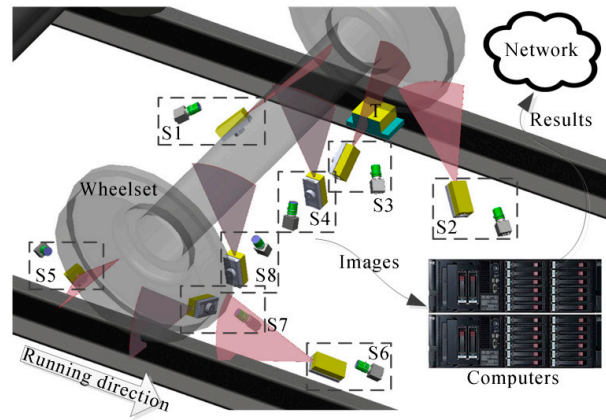 Network
T
Results
S1
S3
Wheelset
S4
S2
S5
S8
Images
S7
S6
Running direction
Computers